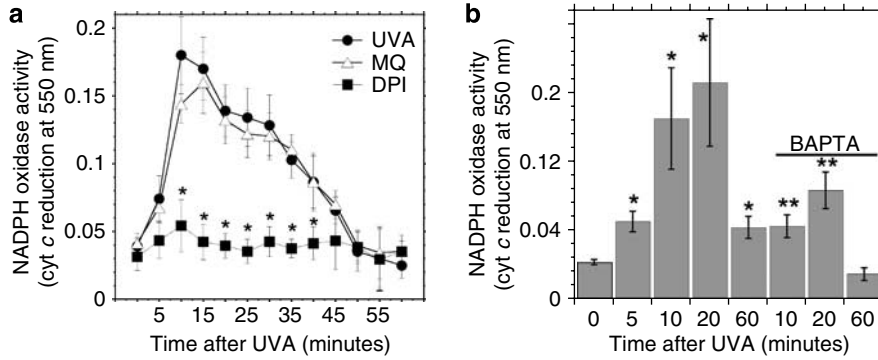 a
NADPH oxidase activity
(cyt c reduction at 550 nm)
0.2
0.15
0.1
0.05
0
UVA
MQ
DPI
* * * * * * *
5 15 25 35 45 55
Time after UVA (minutes)
b
NADPH oxidase activity
(cyt c reduction at 550 nm)
0.2
0.12
0.04
0
* * * * ** **
BAPTA
0 5 10 20 60 10 20 60
Time after UVA (minutes)